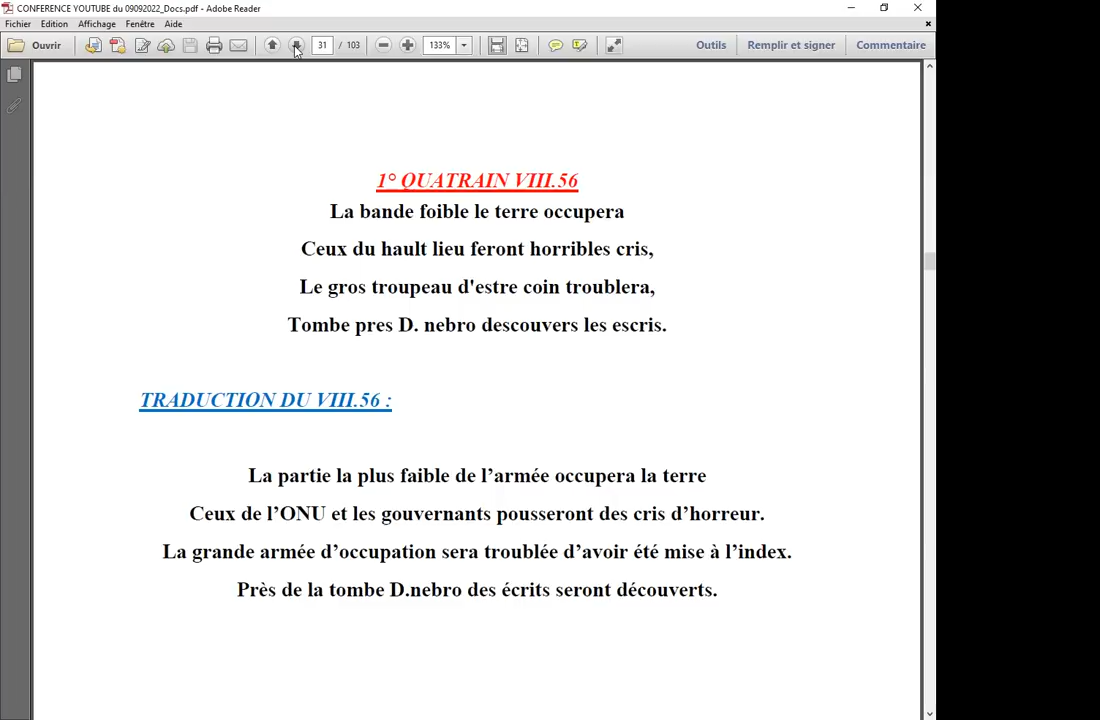 CONFERENCE YOUTUBE du 09092022_Docs.pdf - Adobe Reader
Fichier Edition Affichage Fenêtre Aide
Ouvrir 31 / 103 133% Outils Remplir et signer Commentaire
1° QUATRAIN VIII.56
La bande foible le terre occupera
Ceux du hault lieu feront horribles cris,
Le gros troupeau d'estre coin troublera,
Tombe pres D. nebro descouvers les escris.
TRADUCTION DU VIII.56 :
La partie la plus faible de l’armée occupera la terre
Ceux de l’ONU et les gouvernants pousseront des cris d’horreur.
La grande armée d’occupation sera troublée d’avoir été mise à l’index.
Près de la tombe D.nebro des écrits seront découverts.